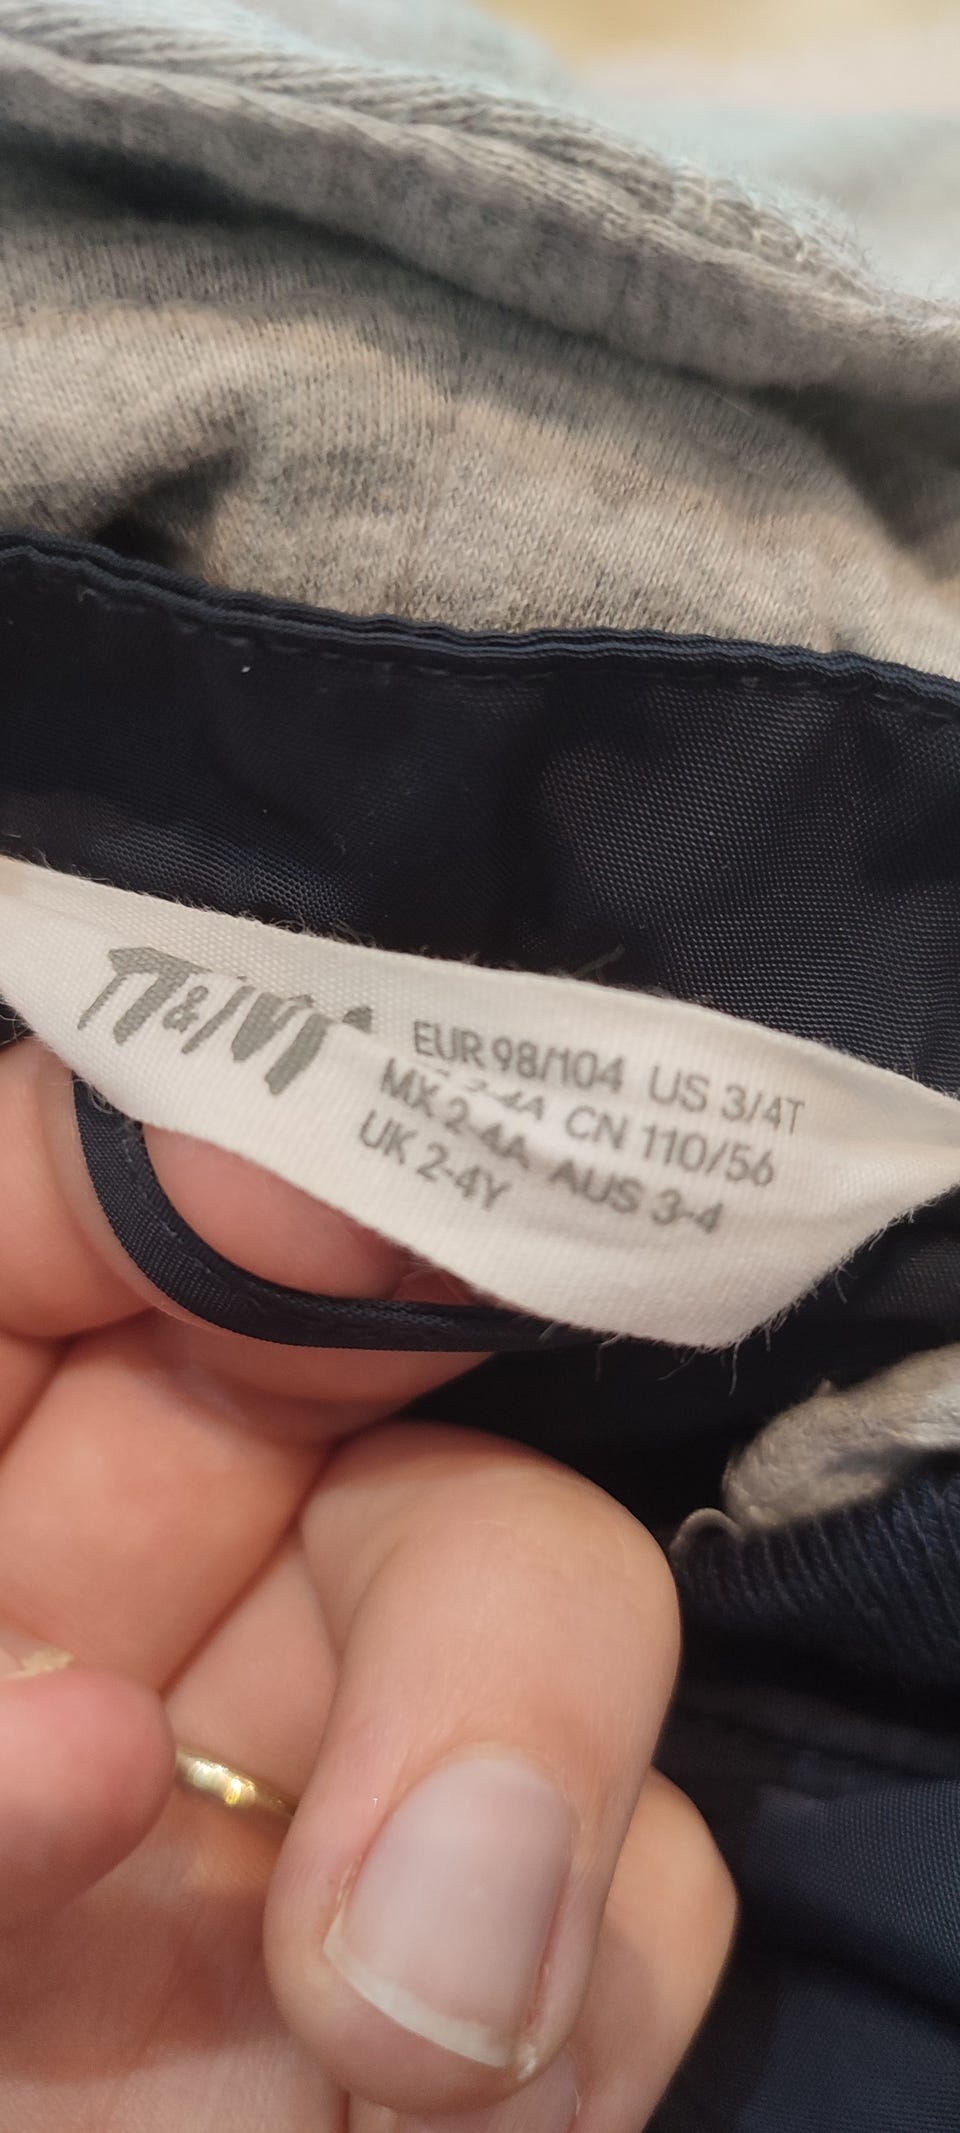 H&M
EUR 98/104 US 3/4T
MX 2-4A CN 110/56
UK 2-4Y AUS 3-4